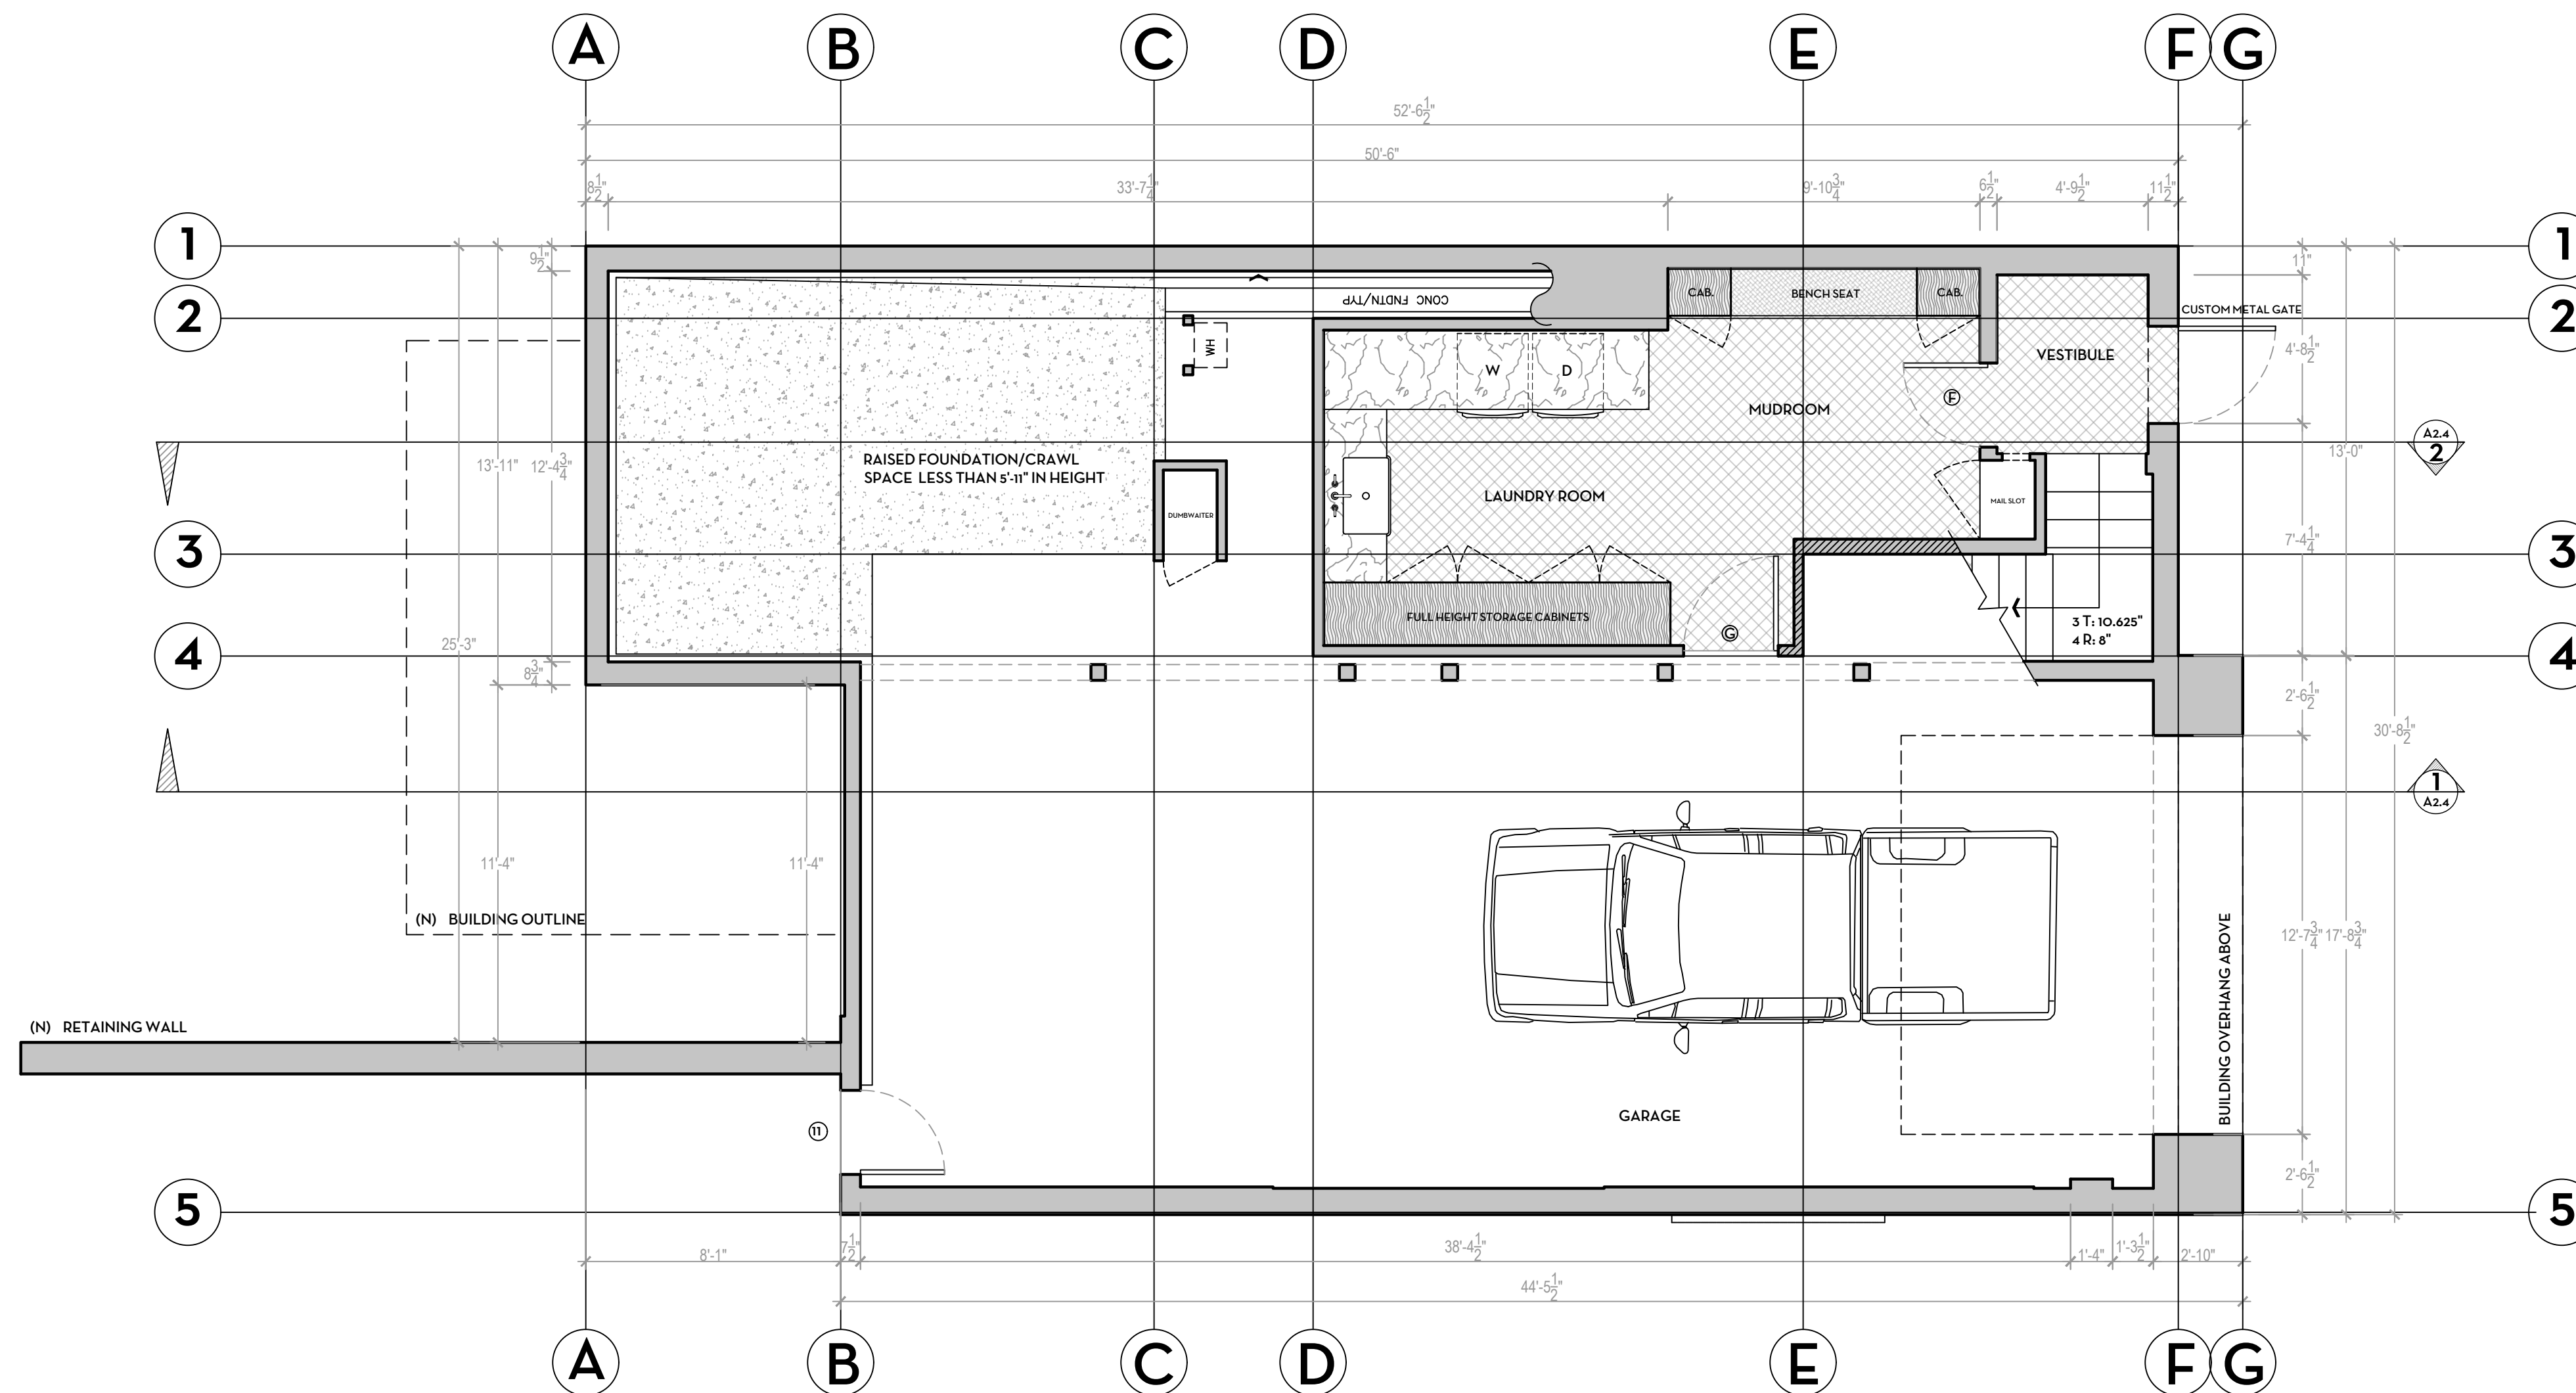 A B C D E F G
52'-6 1/2"
50'-6"
8 1/2" 33'-7 1/4" 9'-10 3/4" 6 1/2" 4'-9 1/2" 11 1/2"
1 1
9 1/2" 11"
CONC FNDTN/TYP
CAB. BENCH SEAT CAB.
CUSTOM METAL GATE
2 2
WH
W D
VESTIBULE
4'-8 1/2"
F
MUDROOM
A2.4
2
13'-11" 12'-4 3/4"
RAISED FOUNDATION/CRAWL
SPACE LESS THAN 5'-11" IN HEIGHT
13'-0"
LAUNDRY ROOM
MAIL SLOT
DUMBWAITER
3 3
7'-4 1/4"
FULL HEIGHT STORAGE CABINETS
G
3 T: 10.625"
4 R: 8"
25'-3"
4 4
8 3/4"
2'-6 1/2"
30'-8 1/2"
1
A2.4
11'-4" 11'-4"
(N) BUILDING OUTLINE
12'-7 3/4" 17'-8 3/4"
BUILDING OVERHANG ABOVE
(N) RETAINING WALL
11
GARAGE
2'-6 1/2"
5 5
8'-1" 7 1/2" 38'-4 1/2" 1'-4" 1'-3 1/2" 2'-10"
44'-5 1/2"
A B C D E F G